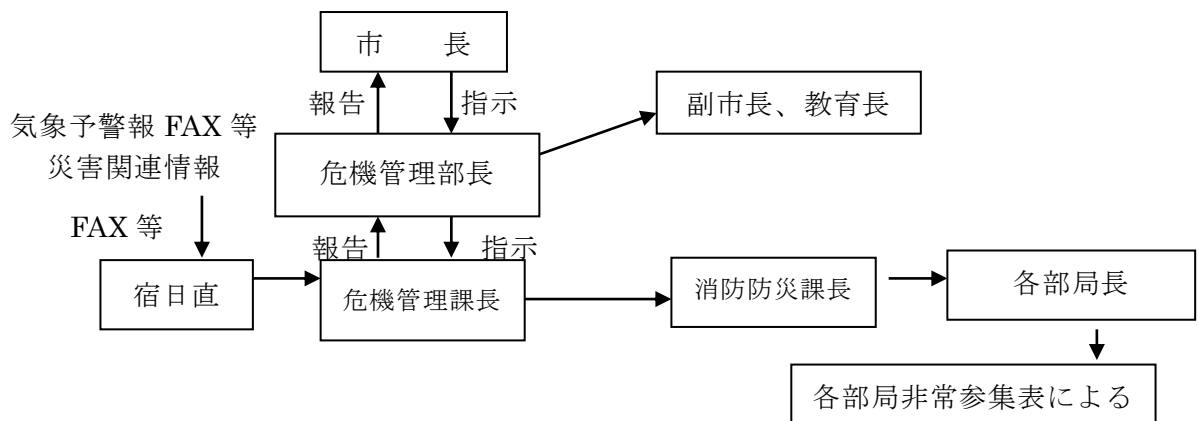 市　　長
報告
指示
副市長、教育長
気象予警報 FAX 等
災害関連情報
危機管理部長
FAX 等
報告
指示
宿日直
危機管理課長
消防防災課長
各部局長
各部局非常参集表による